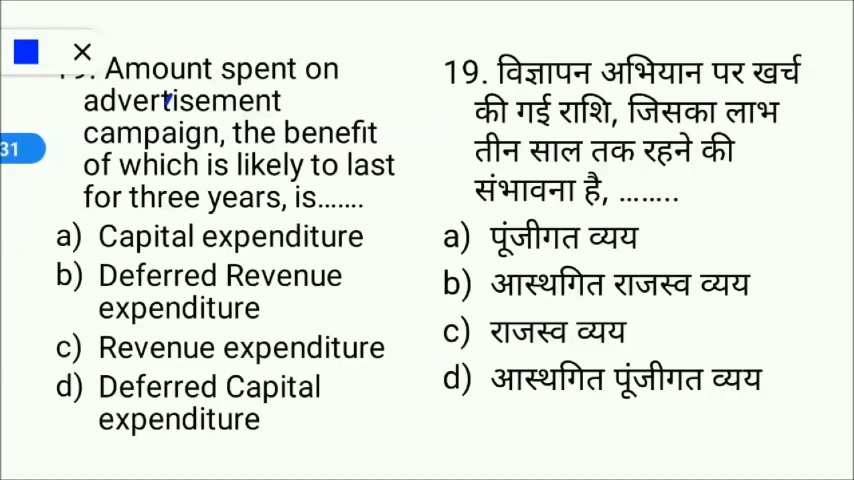 19. Amount spent on
advertisement
campaign, the benefit
of which is likely to last
for three years, is.......
a) Capital expenditure
b) Deferred Revenue
expenditure
c) Revenue expenditure
d) Deferred Capital
expenditure
31
19. विज्ञापन अभियान पर खर्च
की गई राशि, जिसका लाभ
तीन साल तक रहने की
संभावना है, ........
a) पूंजीगत व्यय
b) आस्थगित राजस्व व्यय
c) राजस्व व्यय
d) आस्थगित पूंजीगत व्यय